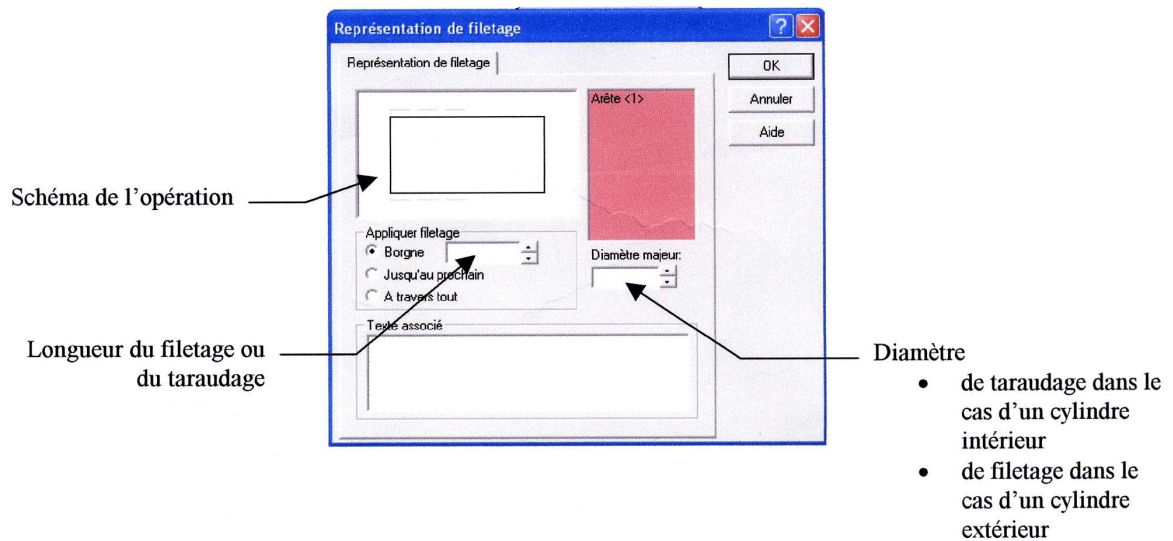 Représentation de filetage
Représentation de filetage
OK
Annuler
Aide
Arête <1>
Schéma de l'opération
Appliquer filetage
Borgne
Jusqu'au prochain
A travers tout
Diamètre majeur:
Texte associé
Longueur du filetage ou
du taraudage
Diamètre
• de taraudage dans le
cas d'un cylindre
intérieur
• de filetage dans le
cas d'un cylindre
extérieur